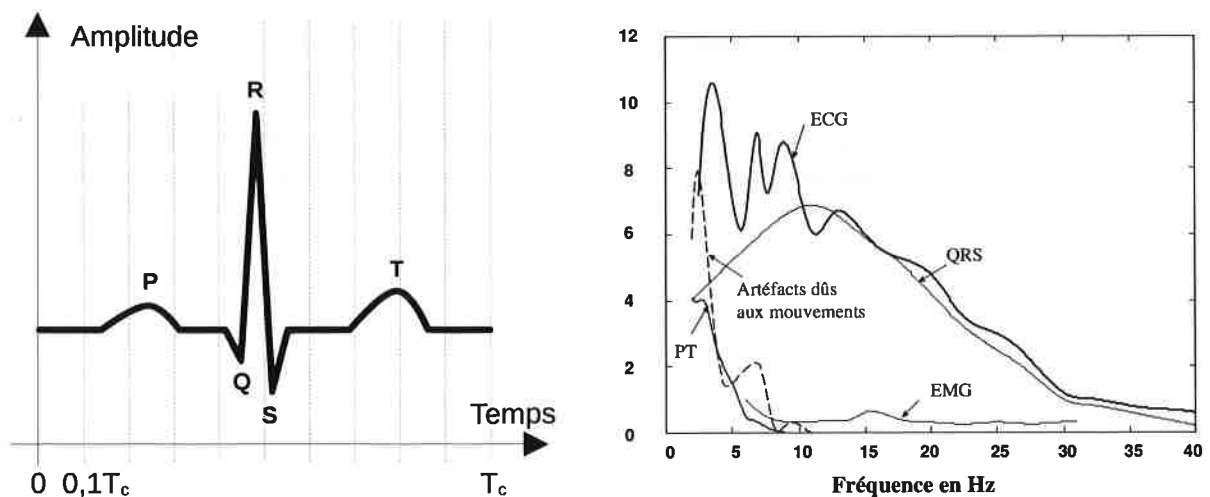 Amplitude
R
P
T
Q
S
Temps
0 0,1Tc
Tc
12
10
8
6
4
2
0
ECG
QRS
Artéfacts dûs
aux mouvements
PT
EMG
0 5 10 15 20 25 30 35 40
Fréquence en Hz